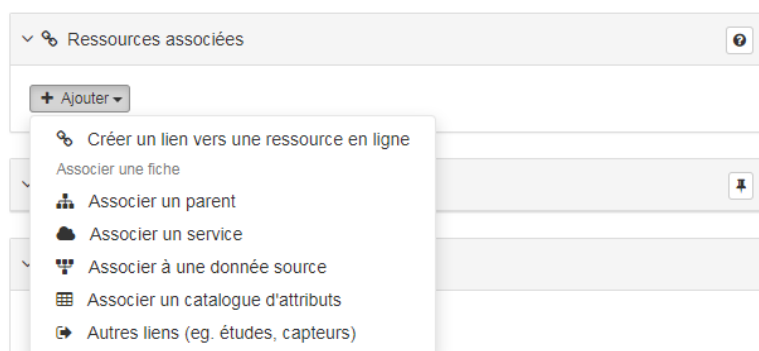 Ressources associées
Ajouter
Créer un lien vers une ressource en ligne
Associer une fiche
Associer un parent
Associer un service
Associer à une donnée source
Associer un catalogue d'attributs
Autres liens (eg. études, capteurs)